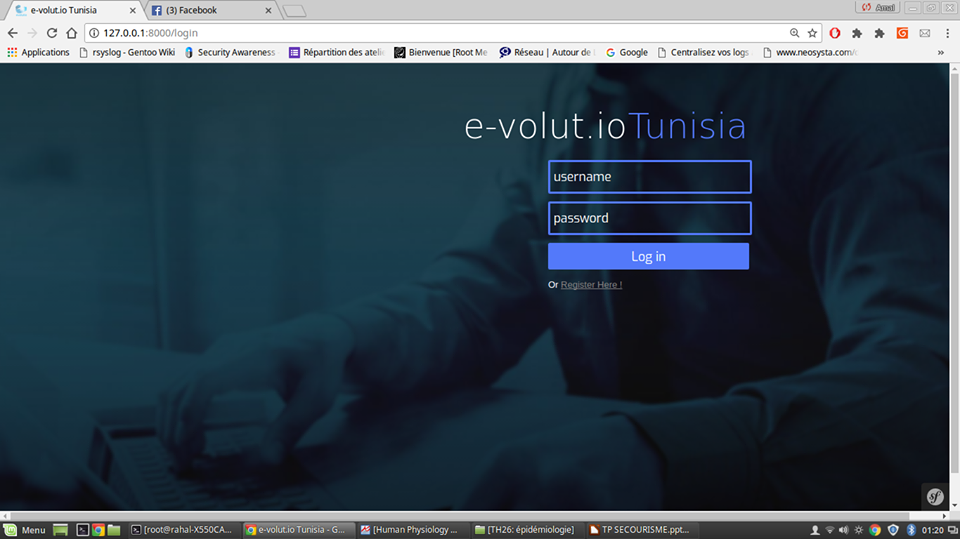 e-volut.io Tunisia
(3) Facebook
Amal
127.0.0.1:8000/login
Applications
rsyslog - Gentoo Wiki
Security Awareness
Répartition des atelie
Bienvenue [Root Me
Réseau | Autour de
Google
Centralisez vos logs
www.neosysta.com/
»
e-volut.ioTunisia
username
password
Log in
Or Register Here !
sf
Menu
[root@rahal-X550CA...
e-volut.io Tunisia - G...
[Human Physiology ...
[TH26: épidémiologie]
TP SECOURISME.ppt...
01:20